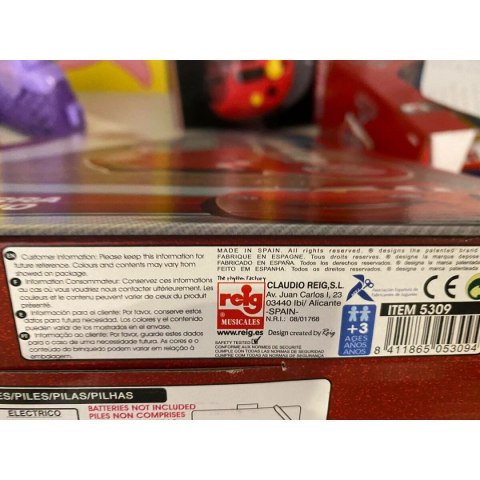 EN Customer Information: Please keep this information for
future reference. Colours and contents may vary from
showed on package.
Information Consommateur: Conservez ces informations
au cas où vous auriez des demandes ultérieures. Les couleurs
et le contenu peuvent varier de ceux du produit
présenté.
Información para el cliente: Por favor, conserve estos
datos para futura necesidad. Los colores y el contenido
pueden variar de los mostrados en el envase.
Informação do cliente: Por favor, guarde estes dados
para o caso de uma necessidade futura. As cores e o
conteúdo do brinquedo podem variar em relação à
embalagem.
MADE IN SPAIN. All rights reserved. ® designs the patented brand
FABRIQUE EN ESPAGNE. Tous droits réservés. ® designe la
FABRICADO EN ESPAÑA. Todos los derechos reservados. ® designa la marca patentada
FEITO EM ESPANHA. Todos os direitos reservados. ® designa a marca patenteada
The rhythm factory
reig
MUSICALES
www.reig.es
CLAUDIO REIG,S.L.
Av. Juan Carlos I, 23
03440 Ibi/ Alicante
-SPAIN-
N.R.I.: 08/01768
Design created by Reig
SAFETY TESTED
CONFORME AUX NORMES DE SECURITE
CUMPLE CON TODAS LAS NORMAS DE SEGURIDAD
+3
AGES
AÑOS
ANOS
Asociación
Española de
Fabricantes de Juguetes
CE
ITEM 5309
8 411865 053094
ES/PILES/PILAS/PILHAS
ELECTRICO
BATTERIES NOT INCLUDED
PILES NON COMPRISES